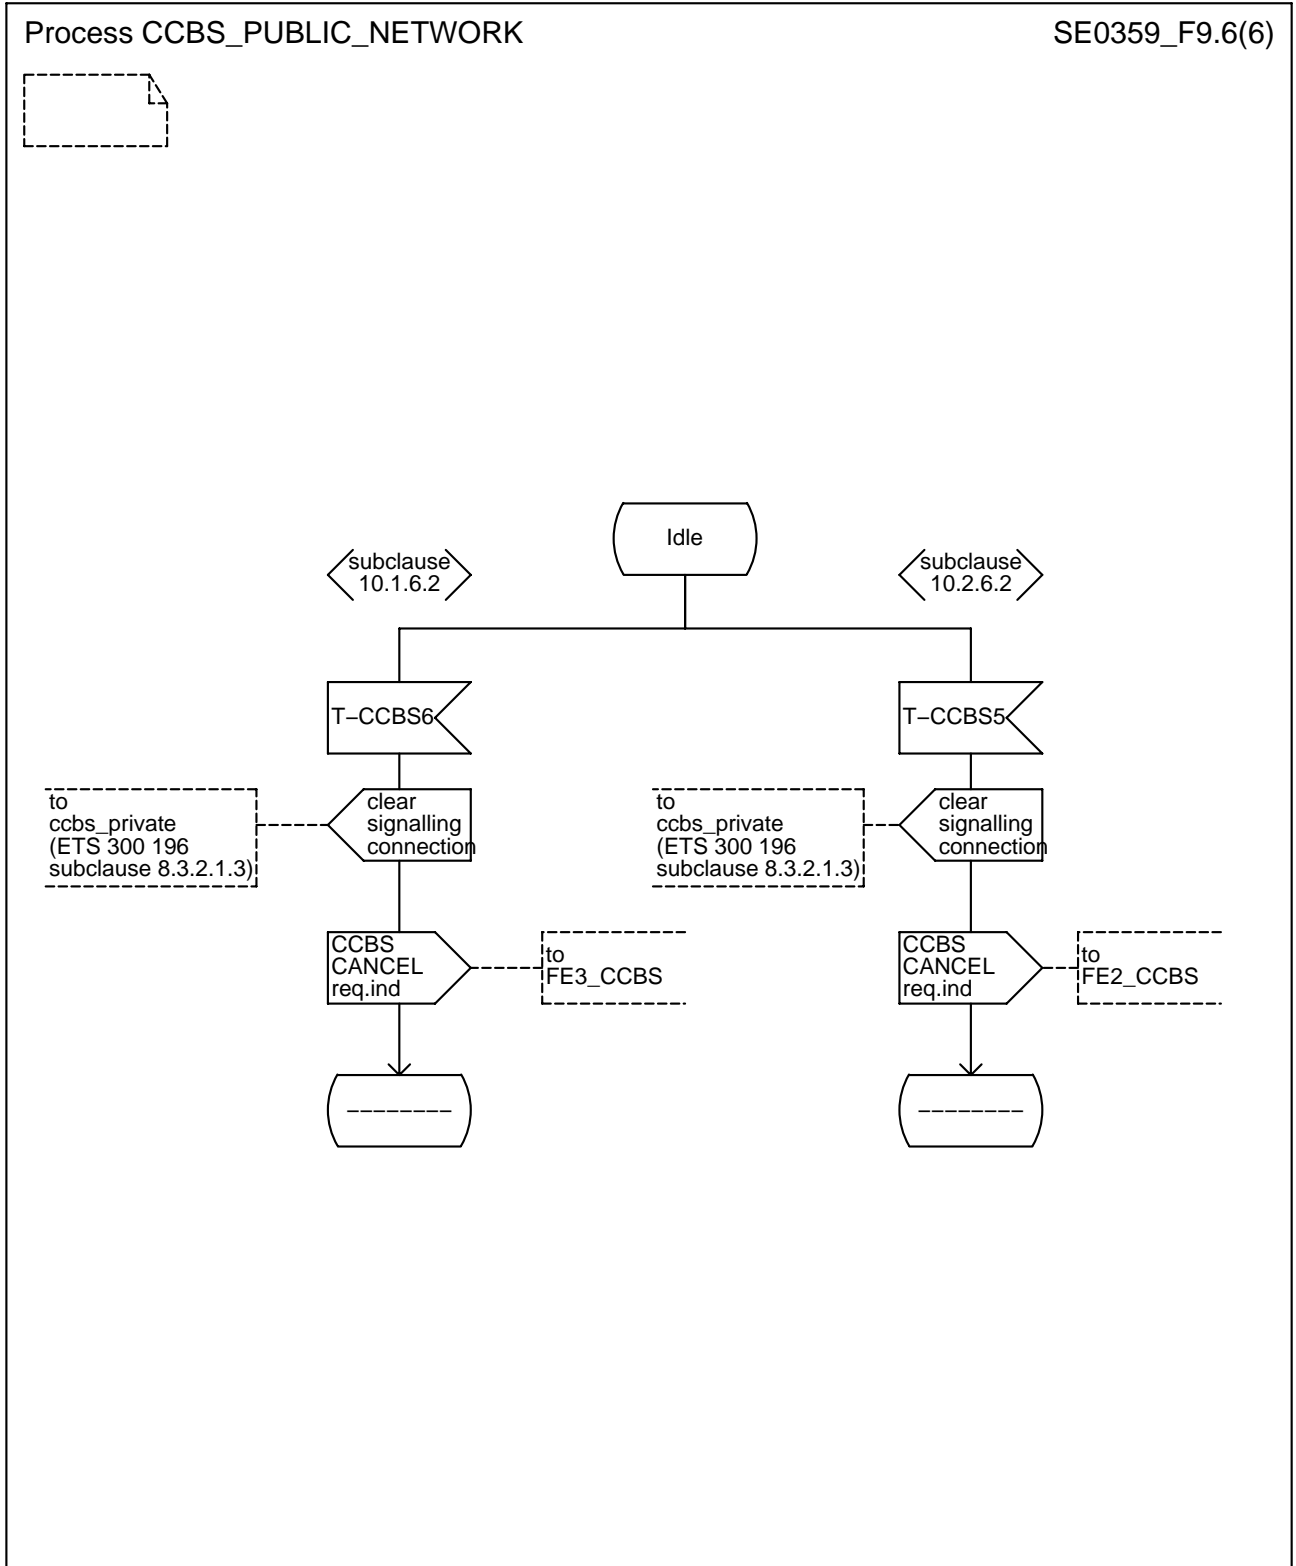 Process CCBS_PUBLIC_NETWORK
SE0359_F9.6(6)
Idle
subclause
10.1.6.2
subclause
10.2.6.2
T−CCBS6
T−CCBS5
to
ccbs_private
(ETS 300 196
subclause 8.3.2.1.3)
clear
signalling
connection
to
ccbs_private
(ETS 300 196
subclause 8.3.2.1.3)
clear
signalling
connection
CCBS
CANCEL
req.ind
to
FE3_CCBS
CCBS
CANCEL
req.ind
to
FE2_CCBS
−−−−−−−−
−−−−−−−−